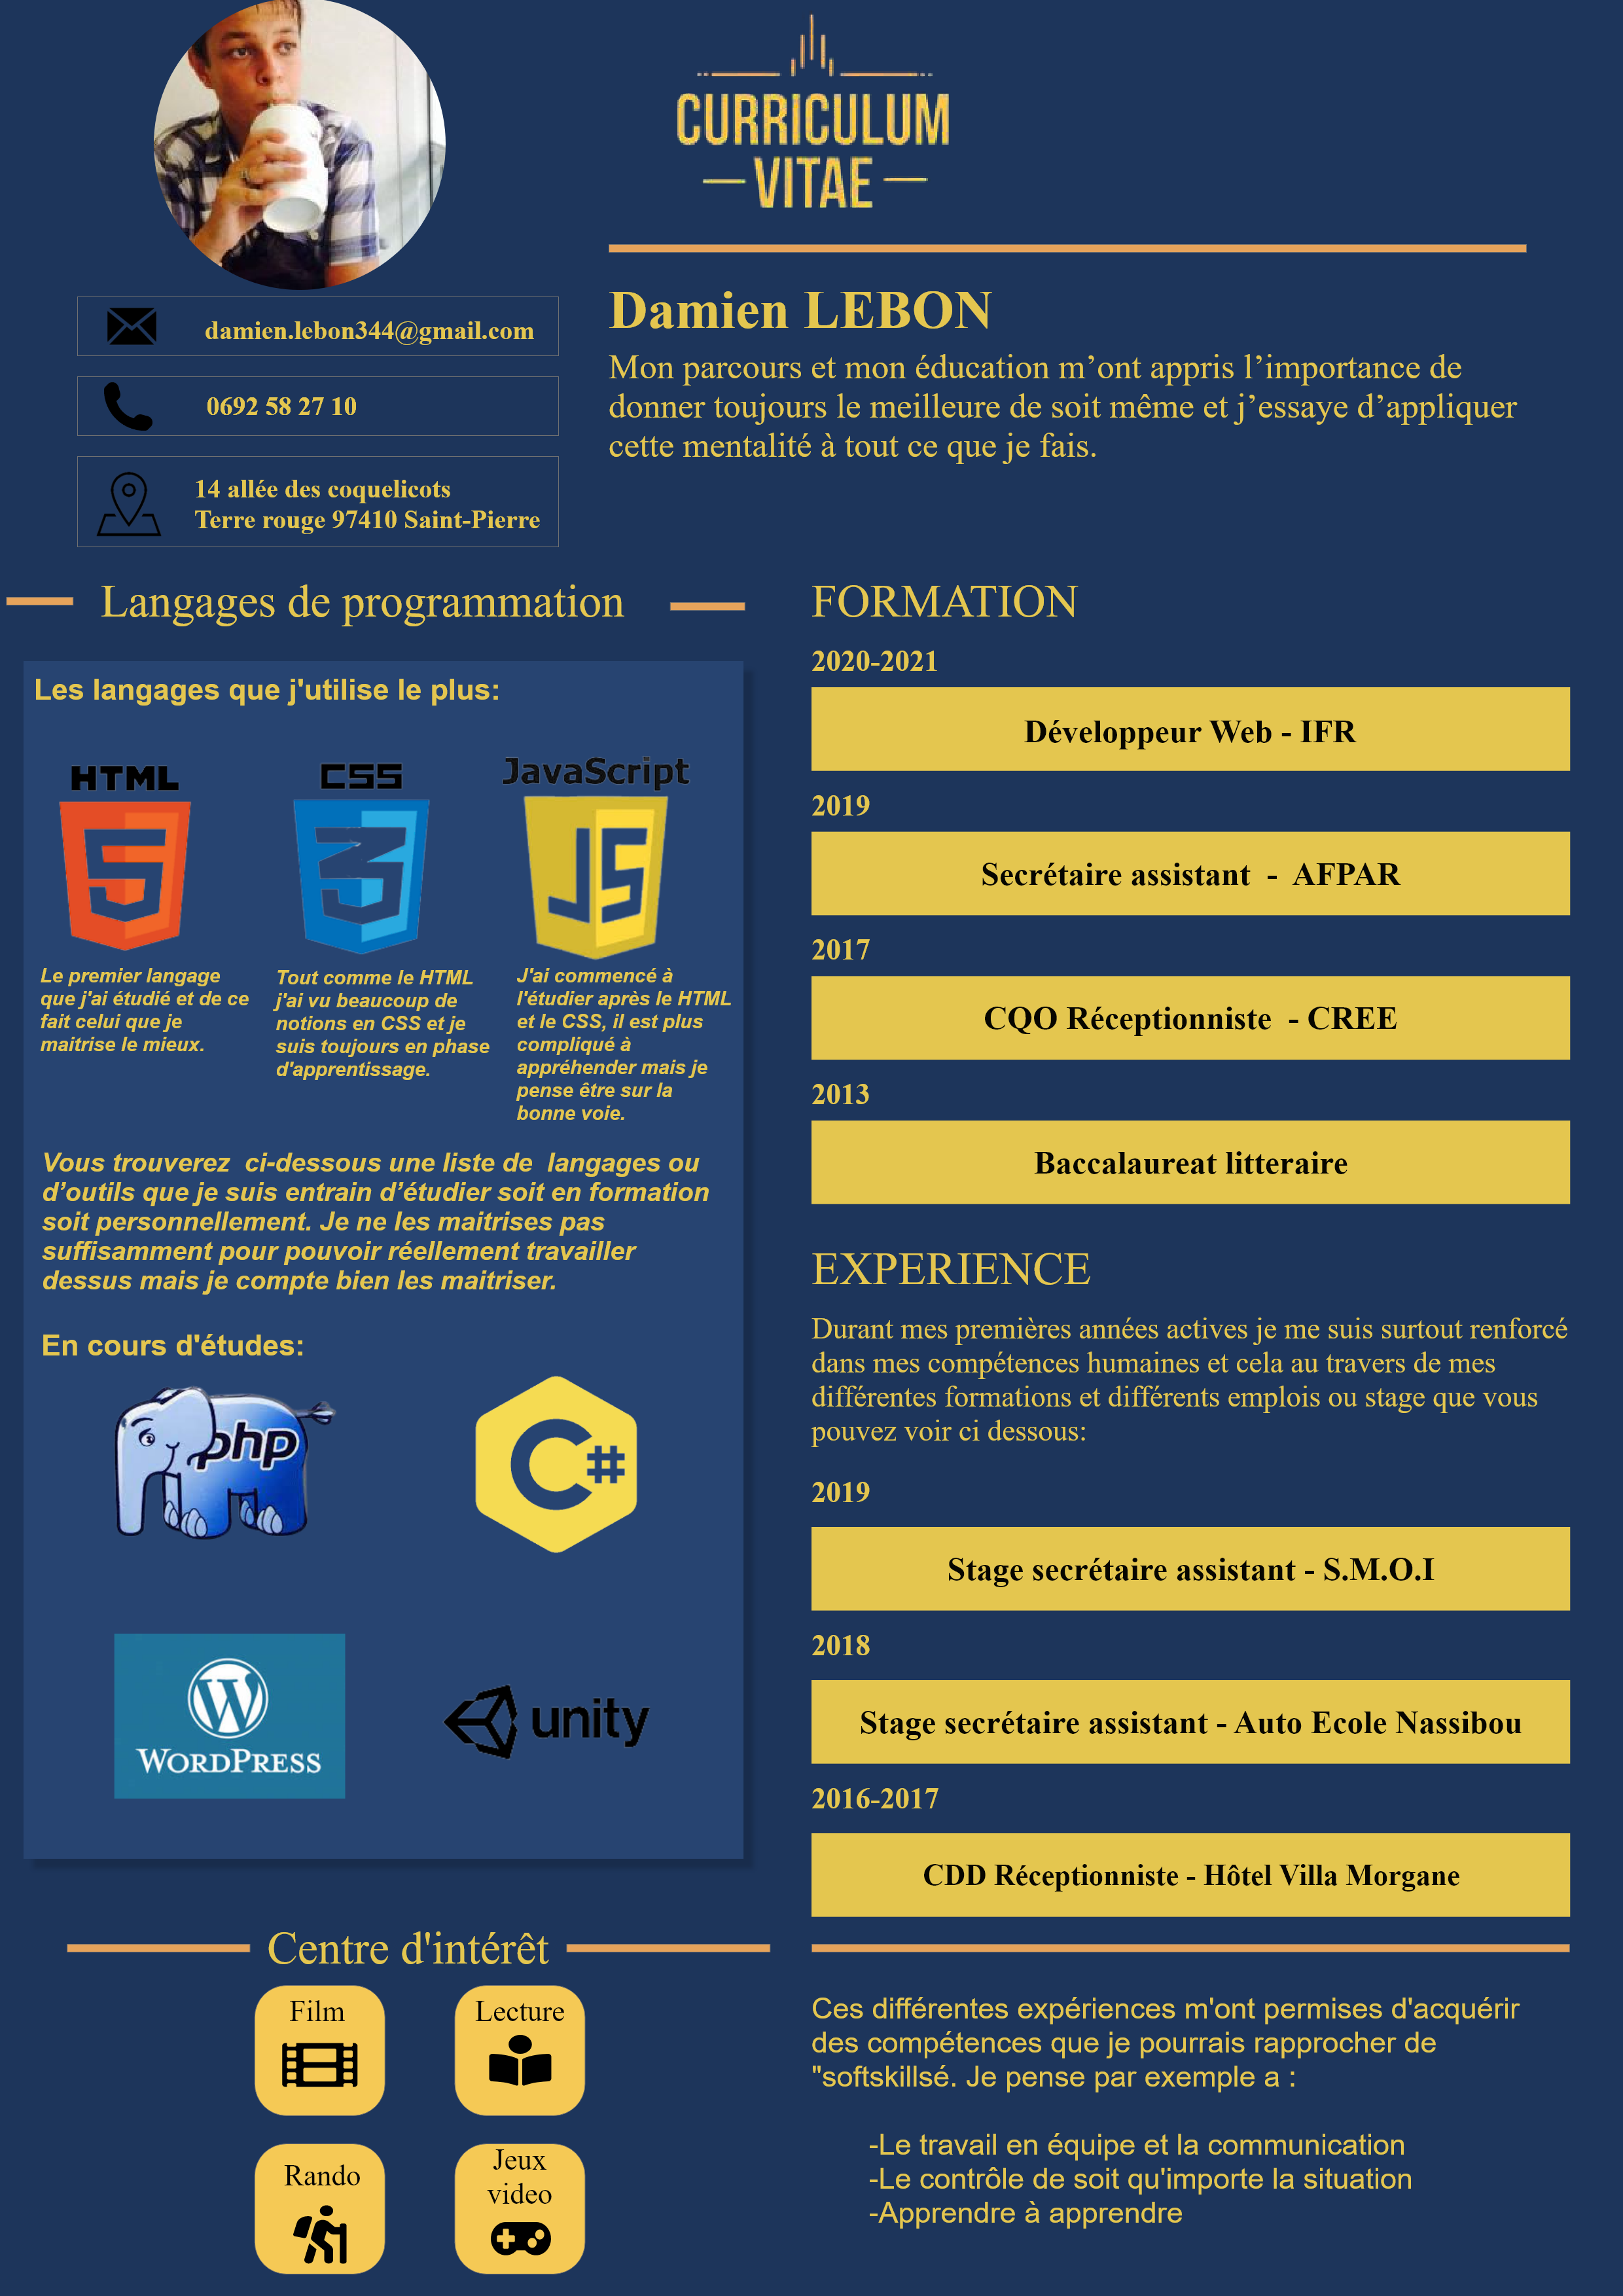 CURRICULUM
VITAE
damien.lebon344@gmail.com
0692 58 27 10
14 allée des coquelicots
Terre rouge 97410 Saint-Pierre
Damien LEBON
Mon parcours et mon éducation m’ont appris l’importance de
donner toujours le meilleure de soit même et j’essaye d’appliquer
cette mentalité à tout ce que je fais.
Langages de programmation
Les langages que j'utilise le plus:
HTML
5
Le premier langage
que j'ai étudié et de ce
fait celui que je
maitrise le mieux.
CSS
3
Tout comme le HTML
j'ai vu beaucoup de
notions en CSS et je
suis toujours en phase
d'apprentissage.
JavaScript
JS
J'ai commencé à
l'étudier après le HTML
et le CSS, il est plus
compliqué à
appréhender mais je
pense être sur la
bonne voie.
Vous trouverez  ci-dessous une liste de  langages ou
d’outils que je suis entrain d’étudier soit en formation
soit personnellement. Je ne les maitrises pas
suffisamment pour pouvoir réellement travailler
dessus mais je compte bien les maitriser.
En cours d'études:
php
C#
W
WORDPRESS
unity
Centre d'intérêt
Film
Lecture
Rando
Jeux
video
FORMATION
2020-2021
Développeur Web - IFR
2019
Secrétaire assistant  -  AFPAR
2017
CQO Réceptionniste  - CREE
2013
Baccalaureat litteraire
EXPERIENCE
Durant mes premières années actives je me suis surtout renforcé
dans mes compétences humaines et cela au travers de mes
différentes formations et différents emplois ou stage que vous
pouvez voir ci dessous:
2019
Stage secrétaire assistant - S.M.O.I
2018
Stage secrétaire assistant - Auto Ecole Nassibou
2016-2017
CDD Réceptionniste - Hôtel Villa Morgane
Ces différentes expériences m'ont permises d'acquérir
des compétences que je pourrais rapprocher de
"softskillsé. Je pense par exemple a :
-Le travail en équipe et la communication
-Le contrôle de soit qu'importe la situation
-Apprendre à apprendre